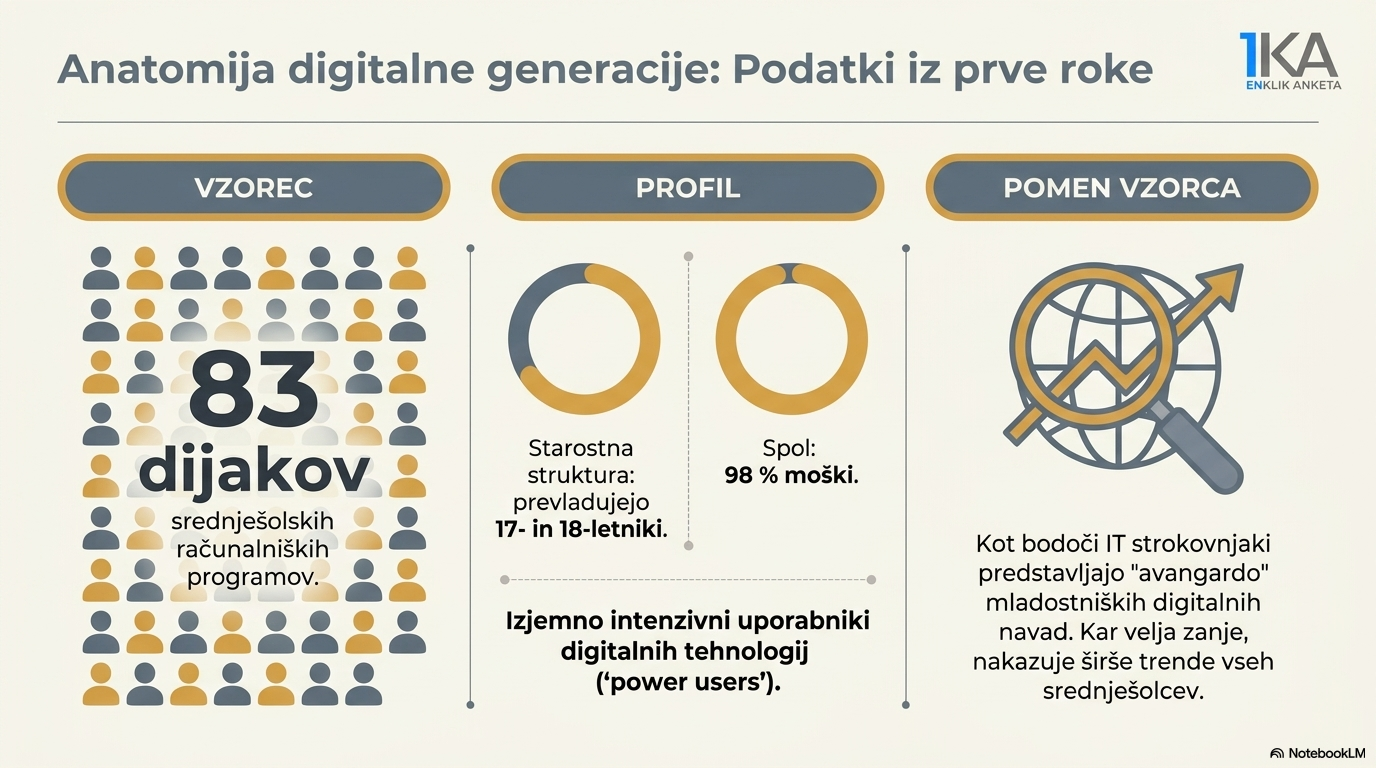 Anatomija digitalne generacije: Podatki iz prve roke
1KA
ENKLIK ANKETA
VZOREC
83
dijakov
srednješolskih
računalniških
programov.
PROFIL
Starostna
struktura:
prevladujejo
17- in 18-letniki.
Spol:
98 % moški.
Izjemno intenzivni uporabniki
digitalnih tehnologij
(‘power users’).
POMEN VZORCA
Kot bodoči IT strokovnjaki
predstavljajo "avangardo"
mladostniških digitalnih
navad. Kar velja zanje,
nakazuje širše trende vseh
srednješolcev.
NotebookLM